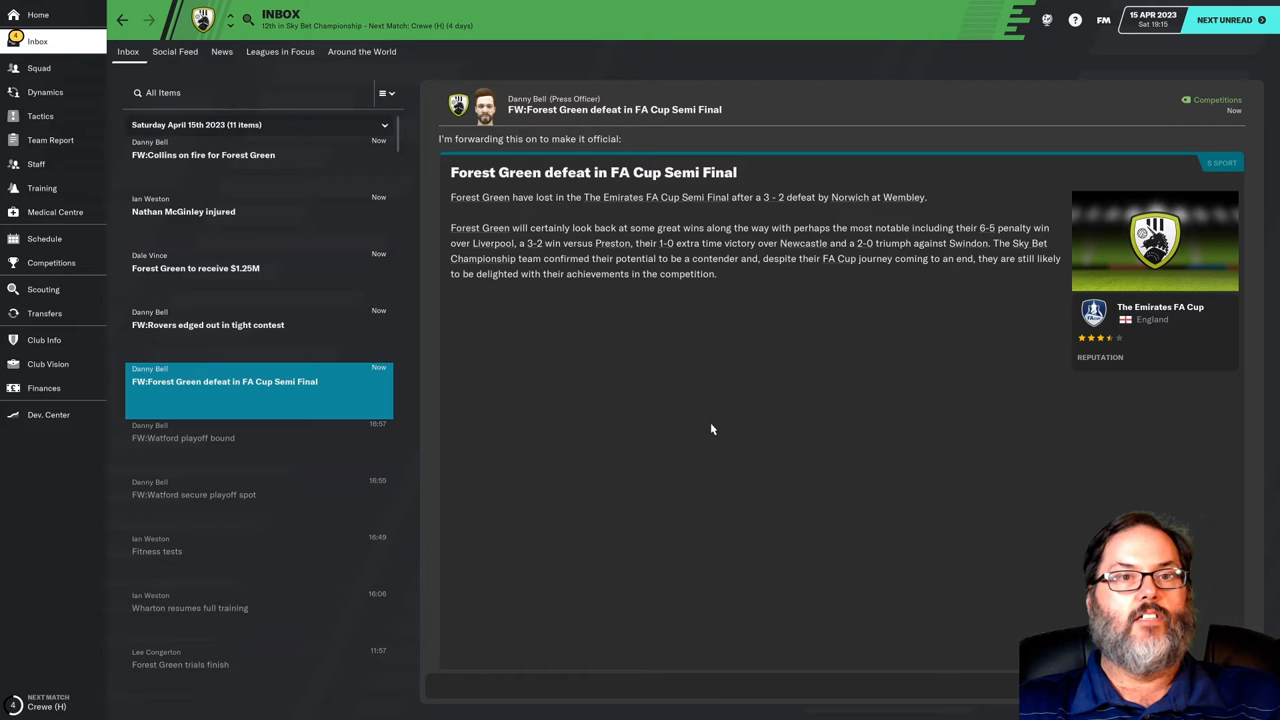 Home
4
Inbox
Squad
Dynamics
Tactics
Team Report
Staff
Training
Medical Centre
Schedule
Competitions
Scouting
Transfers
Club Info
Club Vision
Finances
Dev. Center
4
NEXT MATCH
Crewe (H)
INBOX
12th in Sky Bet Championship - Next Match: Crewe (H) (4 days)
?
FM
15 APR 2023
Sat 19:15
NEXT UNREAD
Inbox
Social Feed
News
Leagues in Focus
Around the World
All Items
Saturday April 15th 2023 (11 items)
Danny Bell
Now
FW:Collins on fire for Forest Green
Ian Weston
Now
Nathan McGinley injured
Dale Vince
Now
Forest Green to receive $1.25M
Danny Bell
Now
FW:Rovers edged out in tight contest
Danny Bell
Now
FW:Forest Green defeat in FA Cup Semi Final
Danny Bell
16:57
FW:Watford playoff bound
Danny Bell
16:55
FW:Watford secure playoff spot
Ian Weston
16:49
Fitness tests
Ian Weston
16:06
Wharton resumes full training
Lee Congerton
11:57
Forest Green trials finish
Danny Bell (Press Officer)
FW:Forest Green defeat in FA Cup Semi Final
Competitions
Now
I'm forwarding this on to make it official:
S SPORT
Forest Green defeat in FA Cup Semi Final
Forest Green have lost in the The Emirates FA Cup Semi Final after a 3 - 2 defeat by Norwich at Wembley.
Forest Green will certainly look back at some great wins along the way with perhaps the most notable including their 6-5 penalty win
over Liverpool, a 3-2 win versus Preston, their 1-0 extra time victory over Newcastle and a 2-0 triumph against Swindon. The Sky Bet
Championship team confirmed their potential to be a contender and, despite their FA Cup journey coming to an end, they are still likely
to be delighted with their achievements in the competition.
The Emirates FA Cup
England
REPUTATION